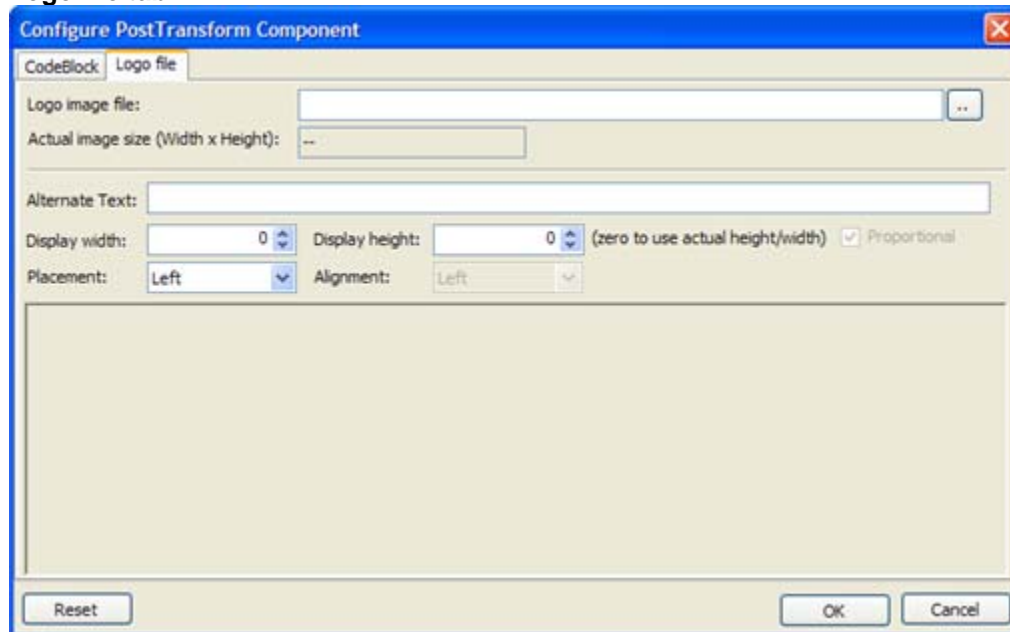 Configure PostTransform Component
CodeBlock Logo file
Logo image file: ..
Actual image size (Width x Height): --
Alternate Text:
Display width: 0 Display height: 0 (zero to use actual height/width) Proportional
Placement: Left Alignment: Left
Reset OK Cancel